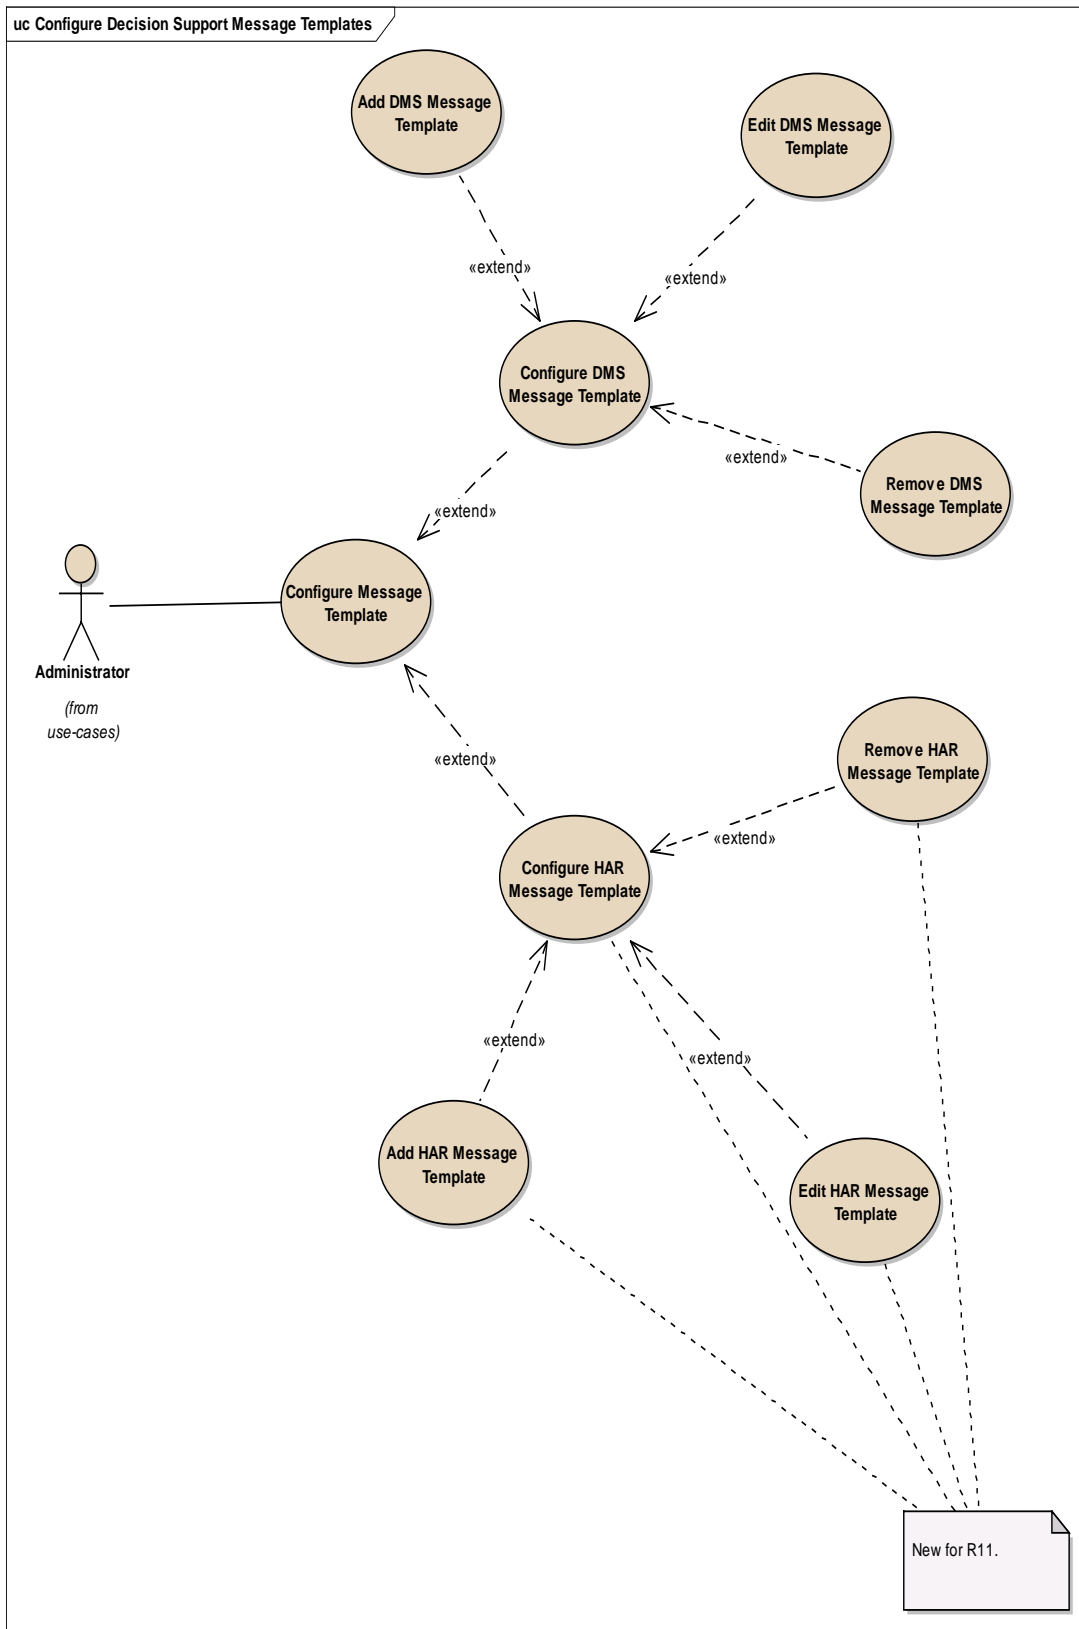 uc Configure Decision Support Message Templates
Add DMS Message
Template
Edit DMS Message
Template
«extend»
«extend»
Configure DMS
Message Template
«extend»
Remove DMS
Message Template
«extend»
Configure Message
Template
Administrator
(from
use-cases)
Remove HAR
Message Template
«extend»
«extend»
Configure HAR
Message Template
«extend»
«extend»
Add HAR Message
Template
Edit HAR Message
Template
New for R11.